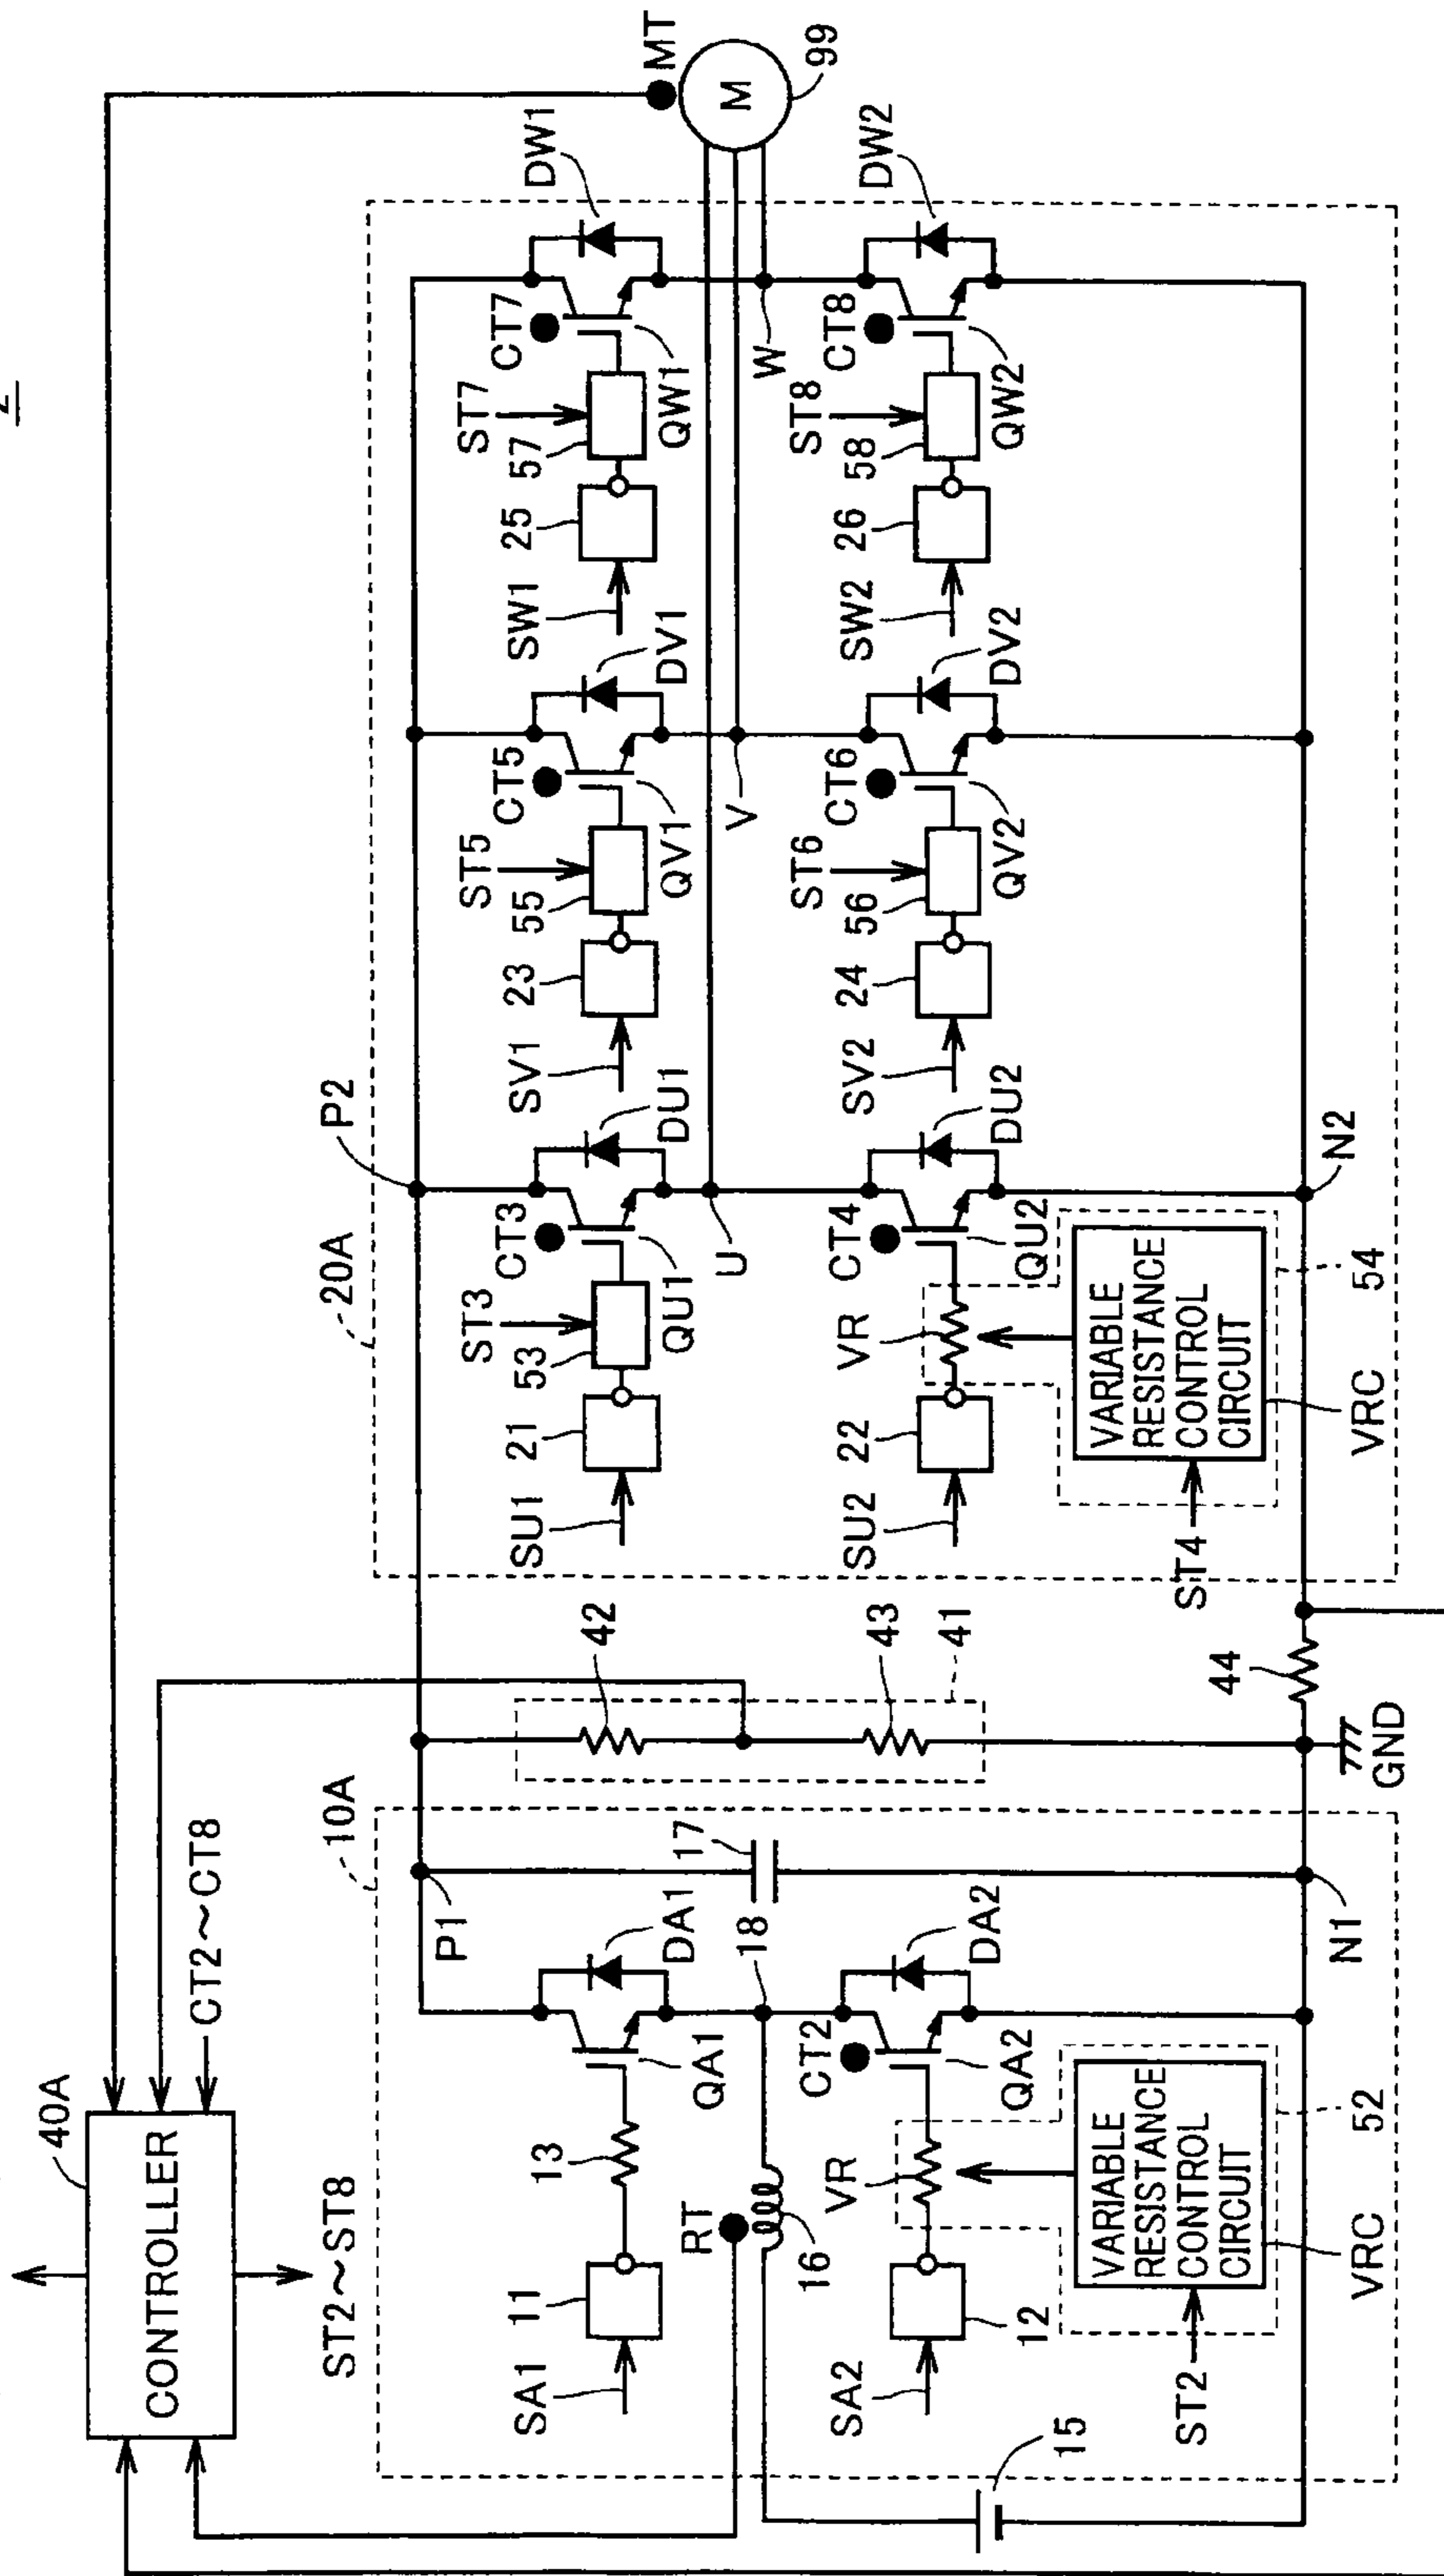 2
40A
CONTROLLER
CT2~CT8
ST2~ST8
10A
SA1
11
13
QA1
DA1
P1
17
RT
16
18
CT2
SA2
12
VR
QA2
DA2
ST2
VARIABLE
RESISTANCE
CONTROL
CIRCUIT
VRC
52
N1
15
GND
42
43
41
44
20A
P2
SU1
21
53
ST3
CT3
QU1
DU1
U
SV1
23
55
ST5
CT5
QV1
DV1
V
SW1
25
57
ST7
CT7
QW1
DW1
W
SU2
22
VR
CT4
QU2
DU2
ST4
VARIABLE
RESISTANCE
CONTROL
CIRCUIT
VRC
54
N2
SV2
24
56
ST6
CT6
QV2
DV2
SW2
26
58
ST8
CT8
QW2
DW2
MT
M
99